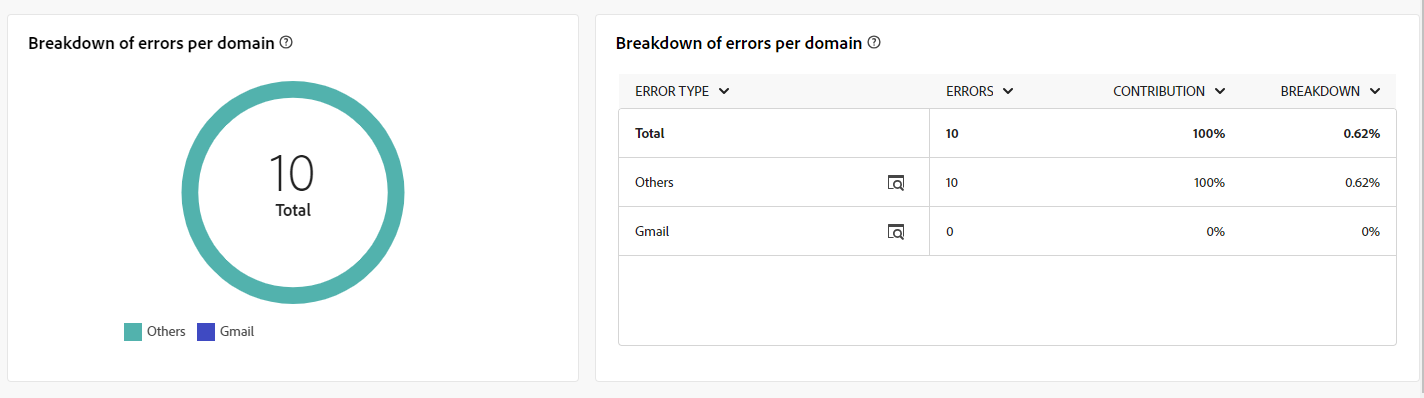 Breakdown of errors per domain
10
Total
Others Gmail
Breakdown of errors per domain
ERROR TYPE ERRORS CONTRIBUTION BREAKDOWN
Total 10 100% 0.62%
Others 10 100% 0.62%
Gmail 0 0% 0%